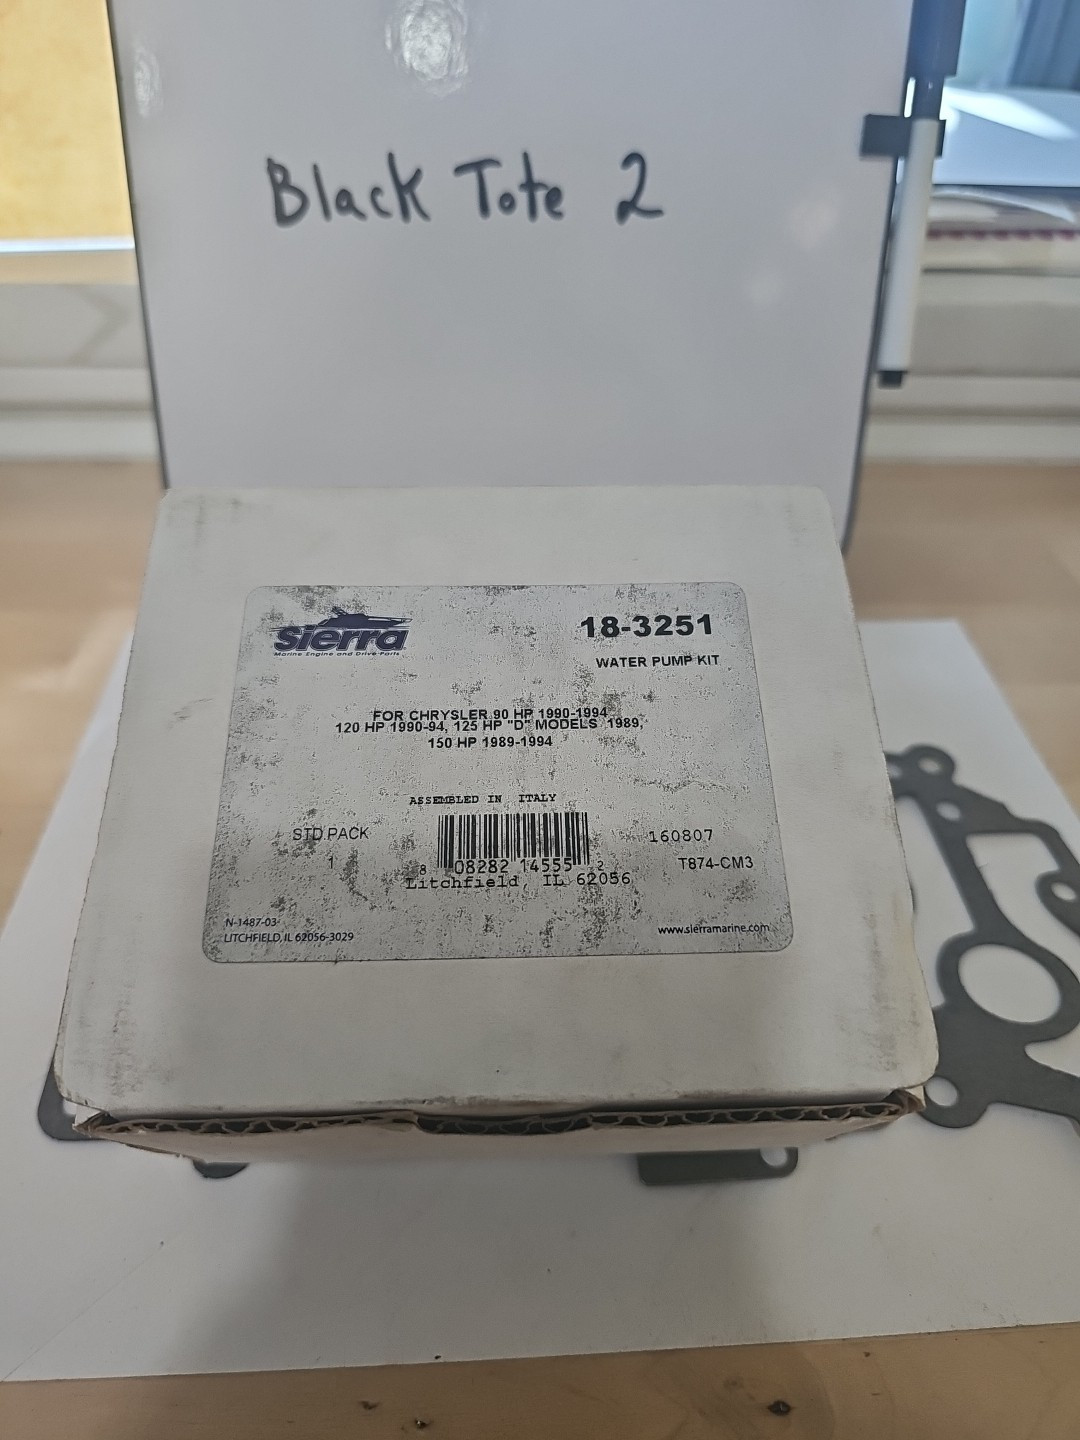 Black Tote 2
Sierra
Marine Engine and Drive Parts
18-3251
WATER PUMP KIT
FOR CHRYSLER 90 HP 1990-1994
120 HP 1990-94, 125 HP "D" MODELS 1989,
150 HP 1989-1994
ASSEMBLED IN ITALY
STD.PACK
1
8 08282 14555 2
160807
T874-CM3
Litchfield, IL 62056
N-1487-03
LITCHFIELD, IL 62056-3029
www.sierramarine.com